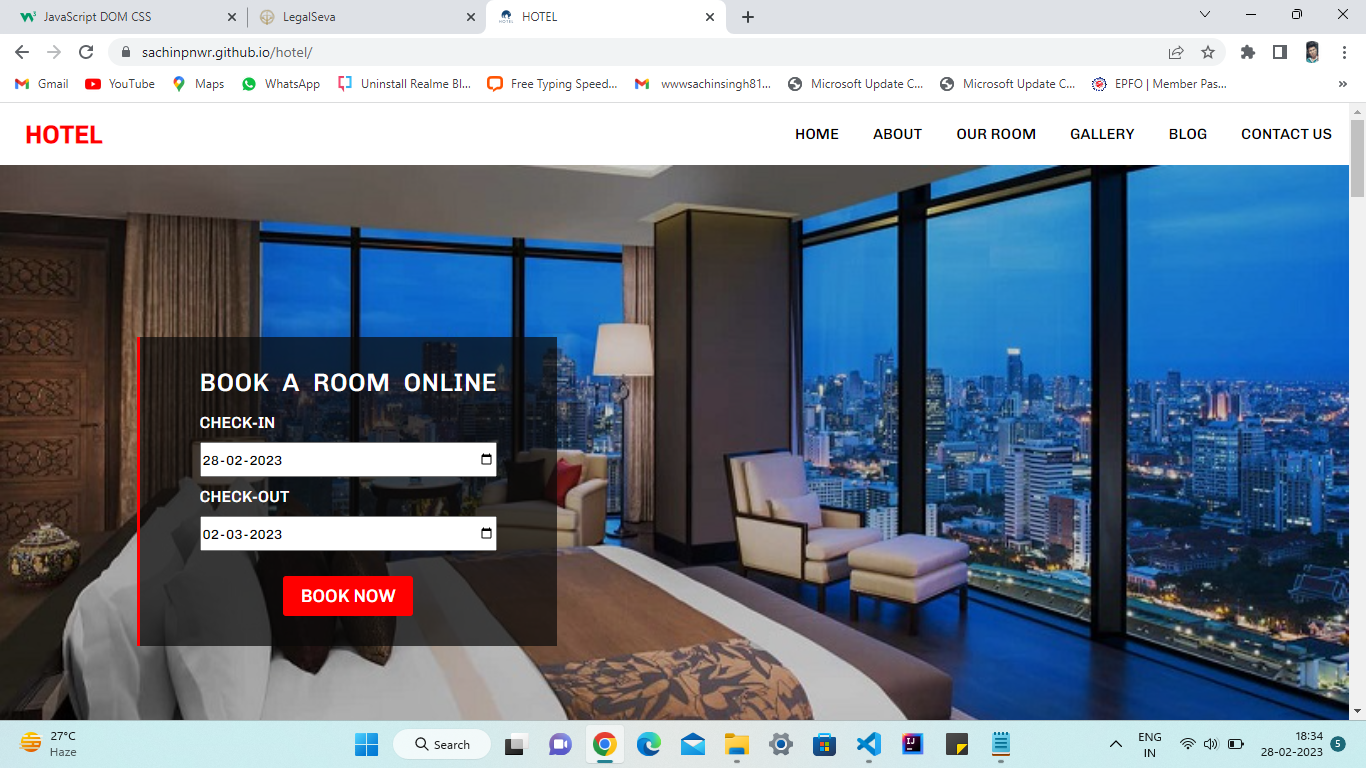 JavaScript DOM CSS
LegalSeva
HOTEL
sachinpnwr.github.io/hotel/
Gmail
YouTube
Maps
WhatsApp
Uninstall Realme Bl...
Free Typing Speed...
wwwsachinsingh81...
Microsoft Update C...
Microsoft Update C...
EPFO | Member Pas...
HOTEL
HOME
ABOUT
OUR ROOM
GALLERY
BLOG
CONTACT US
BOOK A ROOM ONLINE
CHECK-IN
28-02-2023
CHECK-OUT
02-03-2023
BOOK NOW
27°C
Haze
Search
ENG
IN
18:34
28-02-2023
5